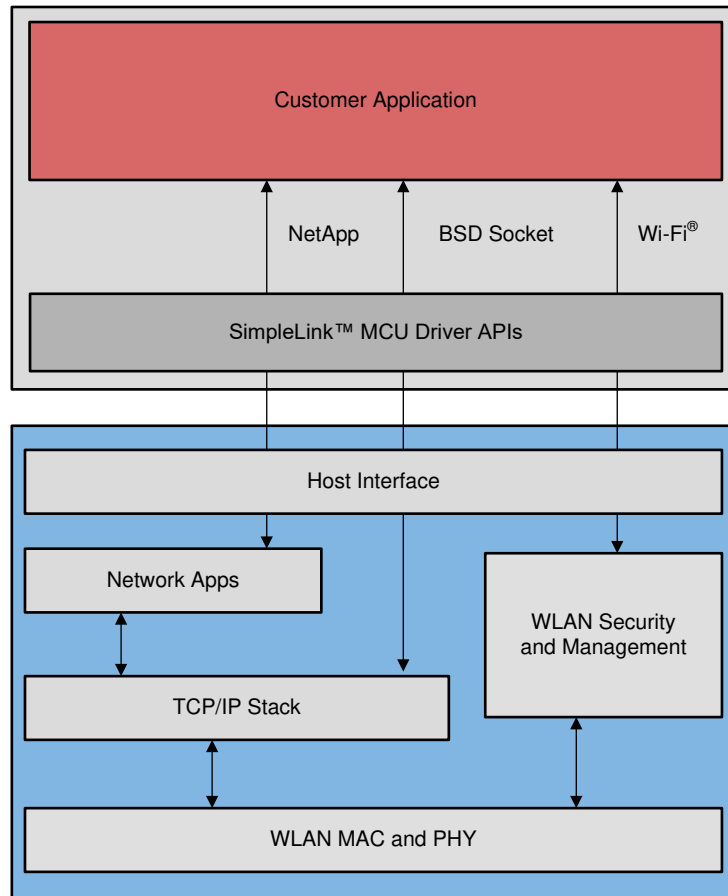 Customer Application
NetApp
BSD Socket
Wi-Fi®
SimpleLink™ MCU Driver APIs
Host Interface
Network Apps
WLAN Security
and Management
TCP/IP Stack
WLAN MAC and PHY